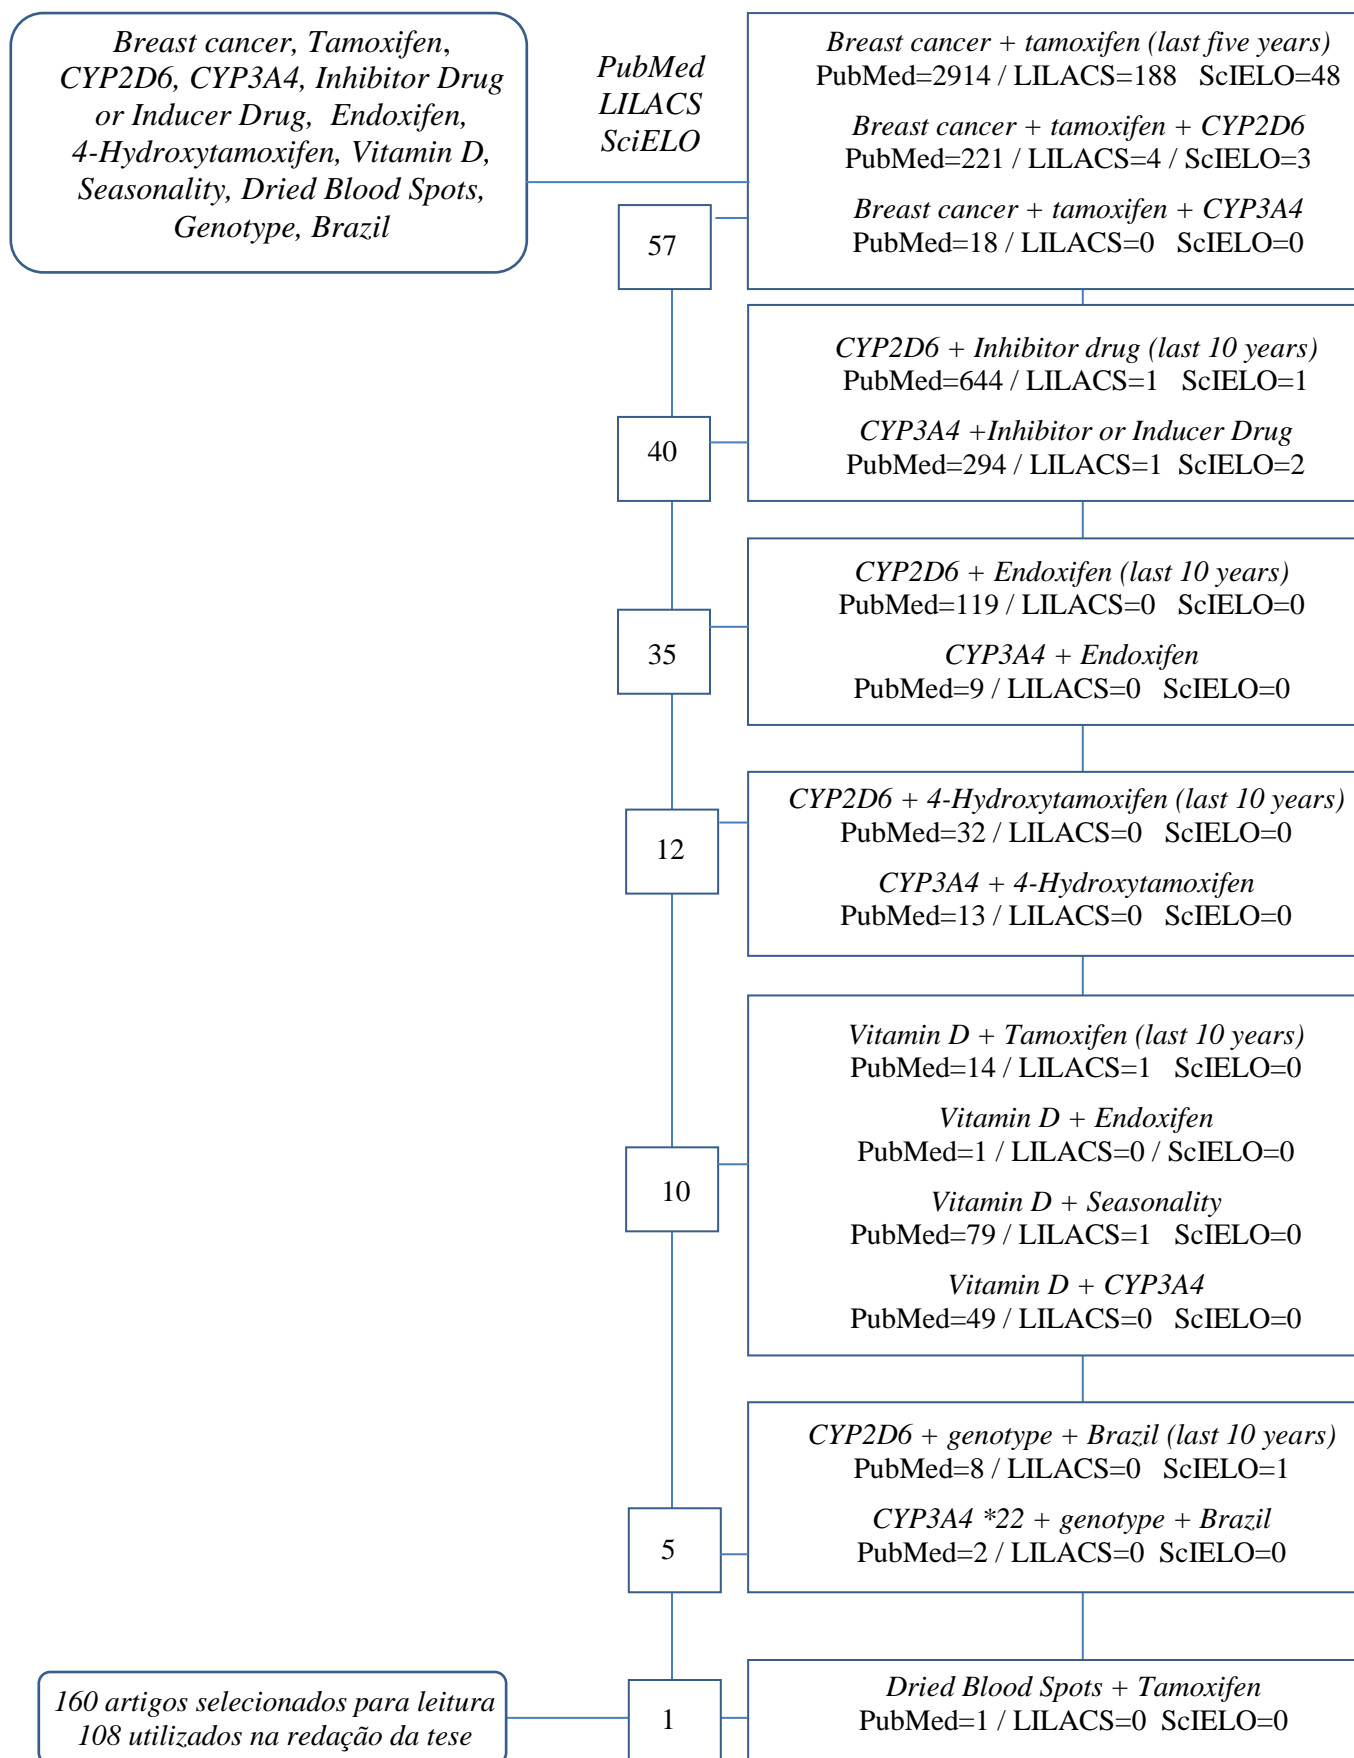 Breast cancer, Tamoxifen,
CYP2D6, CYP3A4, Inhibitor Drug
or Inducer Drug, Endoxifen,
4-Hydroxytamoxifen, Vitamin D,
Seasonality, Dried Blood Spots,
Genotype, Brazil
PubMed
LILACS
SciELO
Breast cancer + tamoxifen (last five years)
PubMed=2914 / LILACS=188 ScIELO=48
Breast cancer + tamoxifen + CYP2D6
PubMed=221 / LILACS=4 / ScIELO=3
Breast cancer + tamoxifen + CYP3A4
PubMed=18 / LILACS=0 ScIELO=0
57
CYP2D6 + Inhibitor drug (last 10 years)
PubMed=644 / LILACS=1 ScIELO=1
CYP3A4 +Inhibitor or Inducer Drug
PubMed=294 / LILACS=1 ScIELO=2
40
CYP2D6 + Endoxifen (last 10 years)
PubMed=119 / LILACS=0 ScIELO=0
CYP3A4 + Endoxifen
PubMed=9 / LILACS=0 ScIELO=0
35
CYP2D6 + 4-Hydroxytamoxifen (last 10 years)
PubMed=32 / LILACS=0 ScIELO=0
CYP3A4 + 4-Hydroxytamoxifen
PubMed=13 / LILACS=0 ScIELO=0
12
Vitamin D + Tamoxifen (last 10 years)
PubMed=14 / LILACS=1 ScIELO=0
Vitamin D + Endoxifen
PubMed=1 / LILACS=0 / ScIELO=0
Vitamin D + Seasonality
PubMed=79 / LILACS=1 ScIELO=0
Vitamin D + CYP3A4
PubMed=49 / LILACS=0 ScIELO=0
10
CYP2D6 + genotype + Brazil (last 10 years)
PubMed=8 / LILACS=0 ScIELO=1
CYP3A4 *22 + genotype + Brazil
PubMed=2 / LILACS=0 ScIELO=0
5
Dried Blood Spots + Tamoxifen
PubMed=1 / LILACS=0 ScIELO=0
1
160 artigos selecionados para leitura
108 utilizados na redação da tese